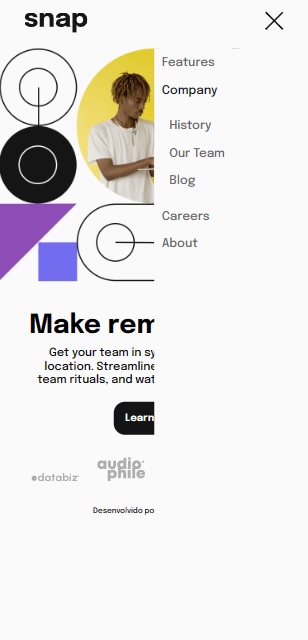 snap
Features
Company
History
Our Team
Blog
Careers
About
Make rem
Get your team in sy
location. Streamline
team rituals, and wat
Learn
databiz
audio
phile
Desenvolvido po